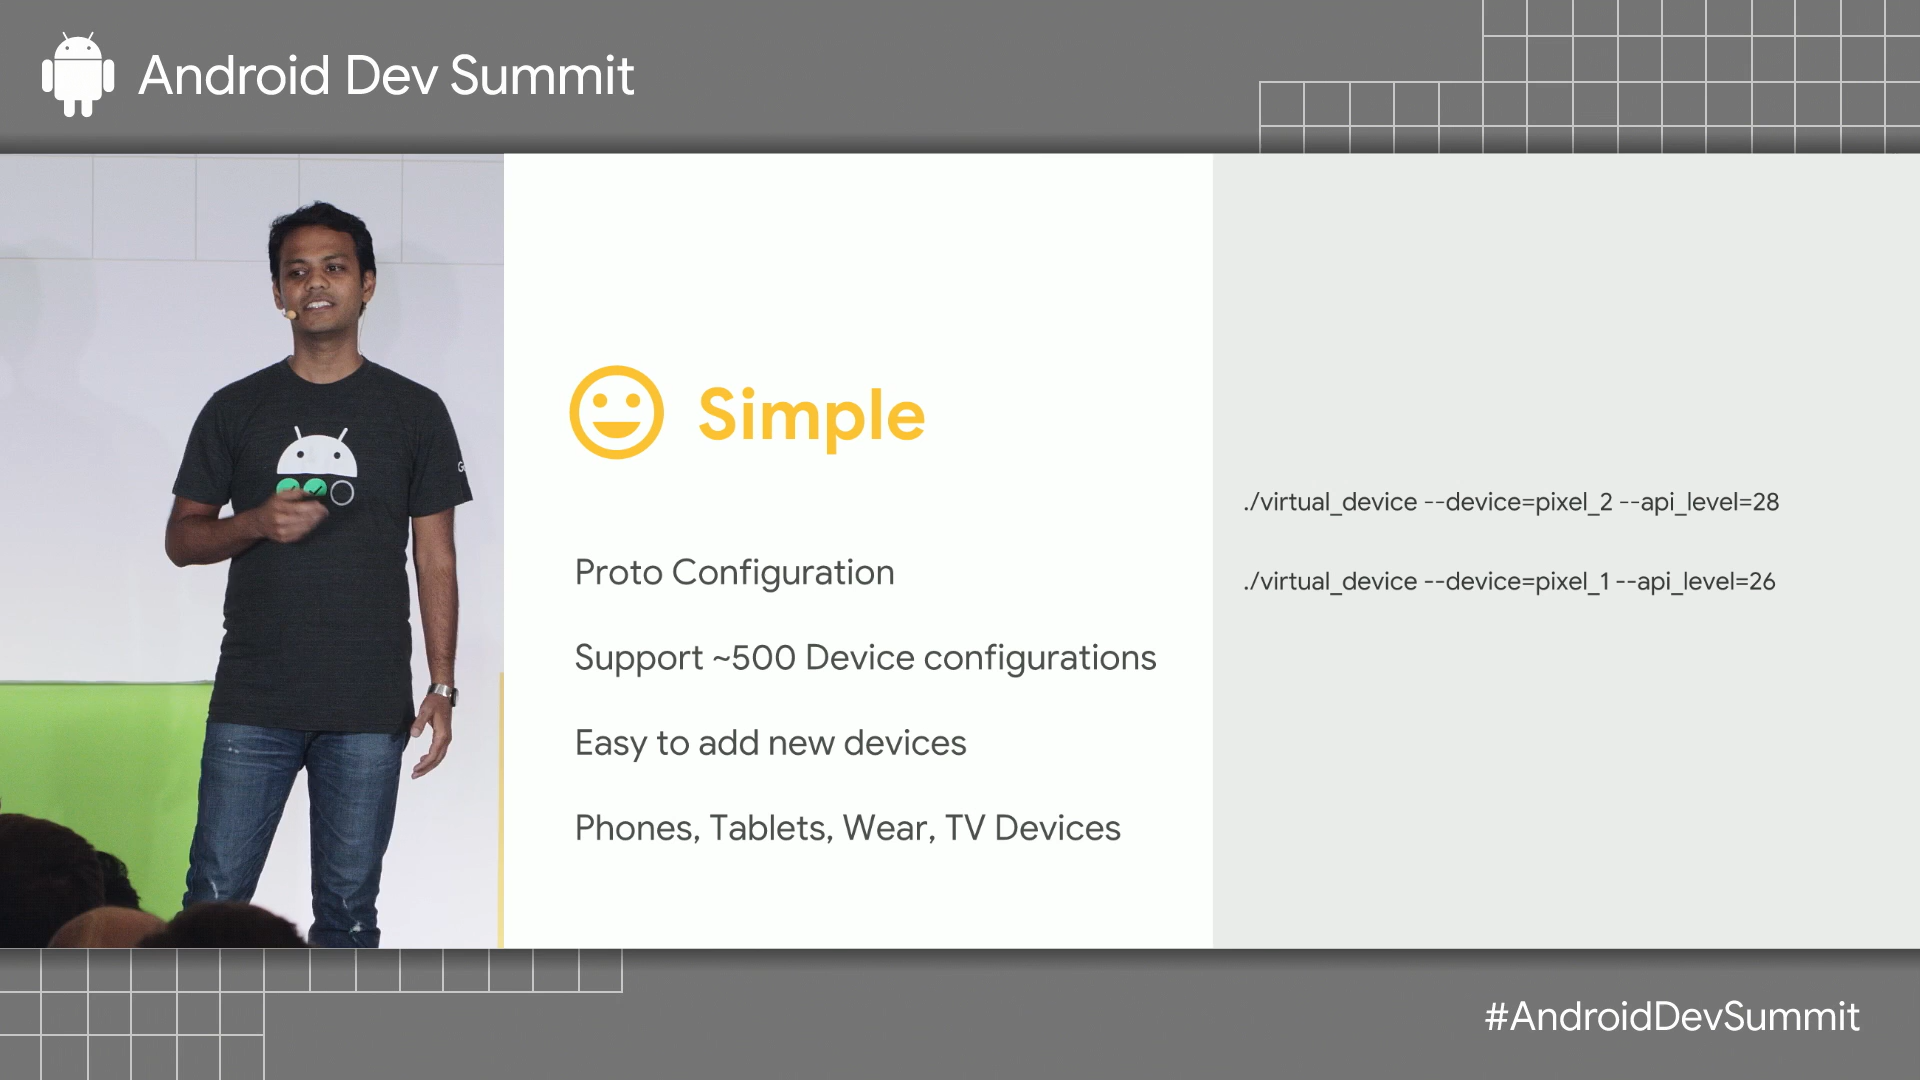 Android Dev Summit
Simple
Proto Configuration
Support ~500 Device configurations
Easy to add new devices
Phones, Tablets, Wear, TV Devices
./virtual_device --device=pixel_2 --api_level=28
./virtual_device --device=pixel_1 --api_level=26
#AndroidDevSummit